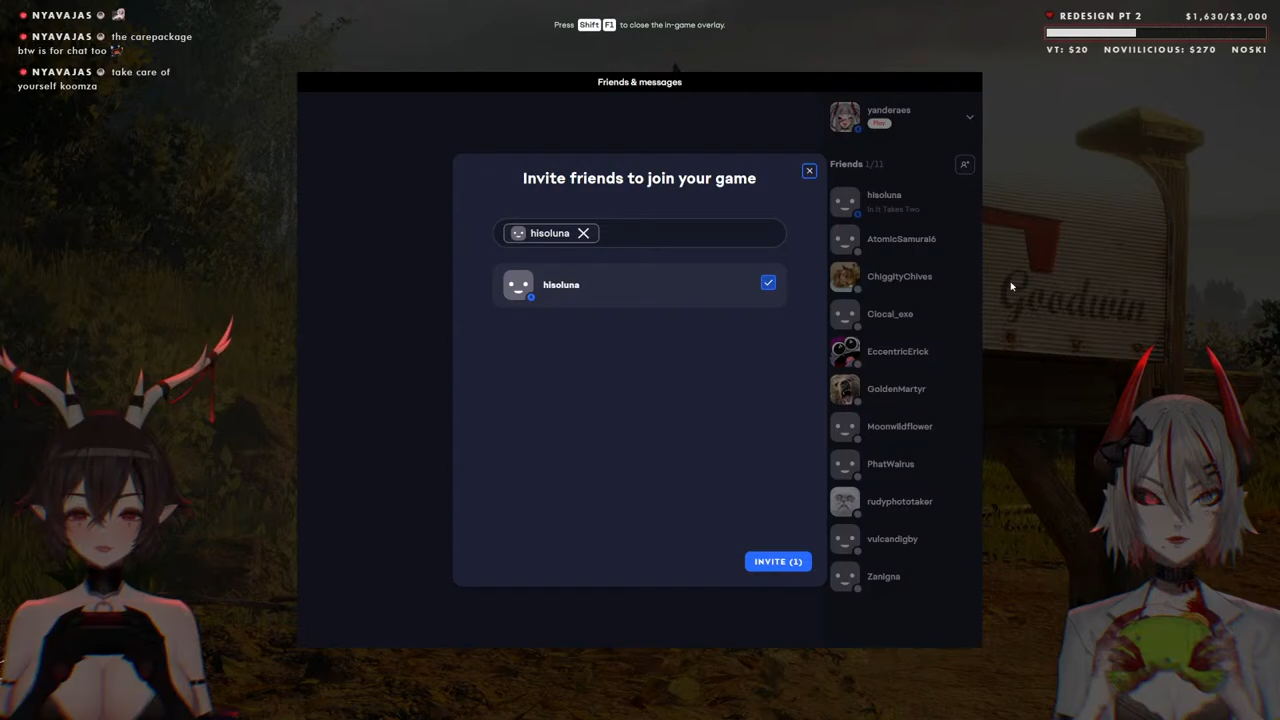 NYAVAJAS
NYAVAJAS the carepackage
btw is for chat too
NYAVAJAS take care of
yourself koomza
Press Shift F1 to close the in-game overlay.
REDESIGN PT 2 $1,630/$3,000
VT: $20 NOVIILICIOUS: $270 NOSKI
Friends & messages
yanderaes
Play
Friends 1/11
hisoluna
In It Takes Two
AtomicSamurai6
ChiggityChives
Clocal_exe
EccentricErick
GoldenMartyr
Moonwildflower
PhatWalrus
rudyphototaker
vulcandigby
Zanigna
Invite friends to join your game
hisoluna
hisoluna
INVITE (1)
Goodwin